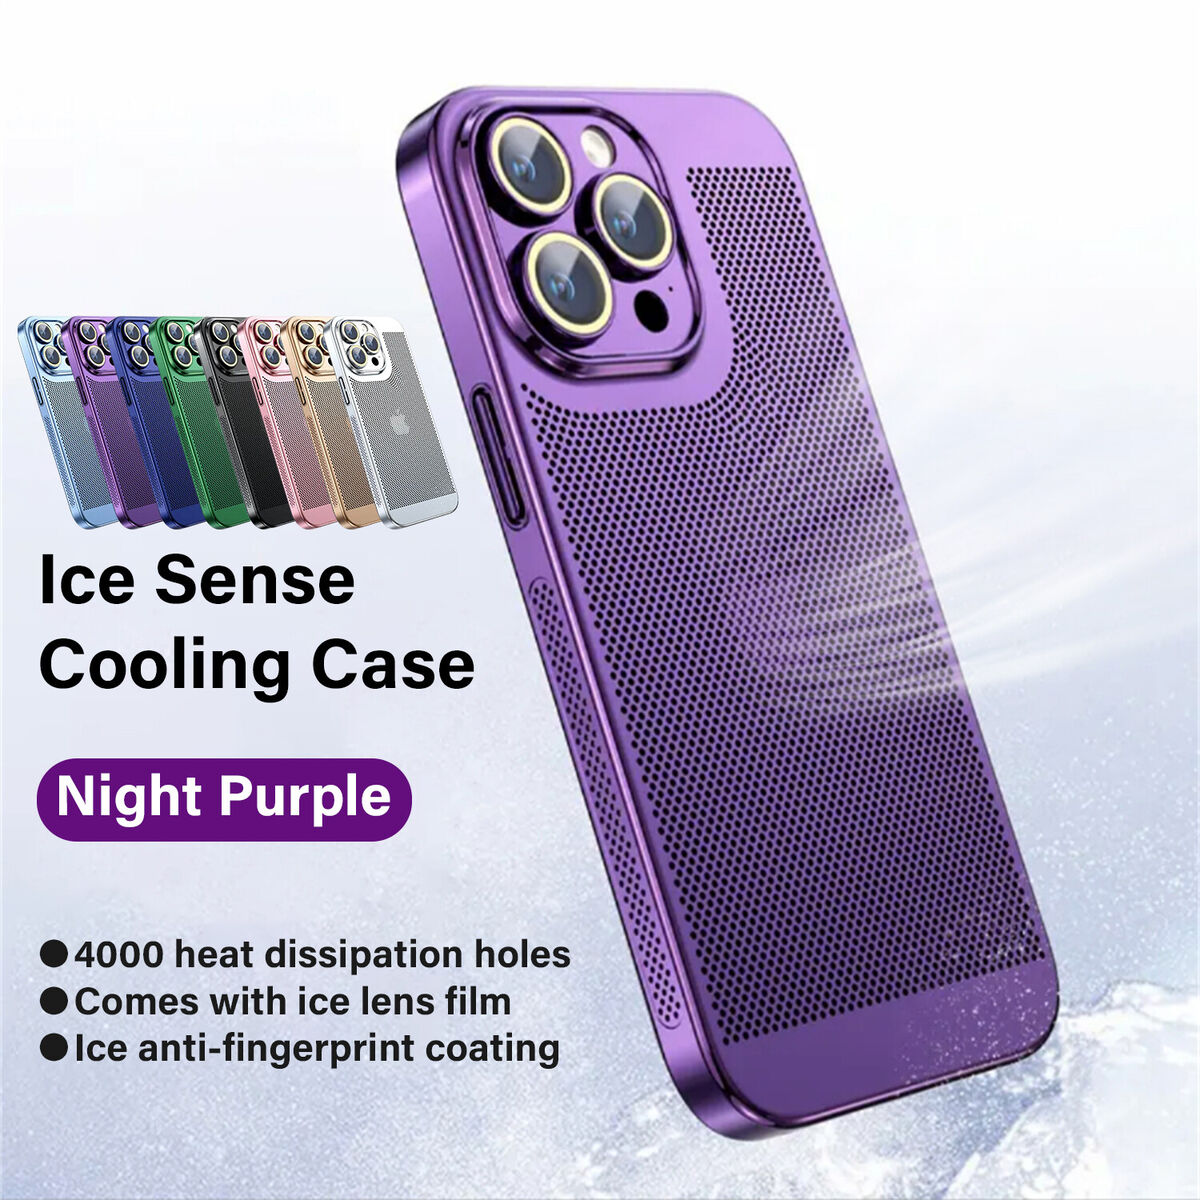 Ice Sense
Cooling Case
Night Purple
●4000 heat dissipation holes
●Comes with ice lens film
●Ice anti-fingerprint coating